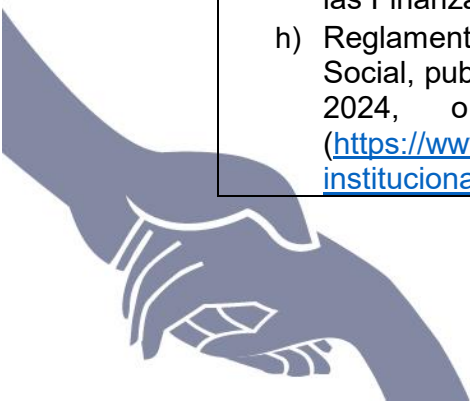 las Finanza
h) Reglament
Social, pub
2024, o
(https://ww
instituciona